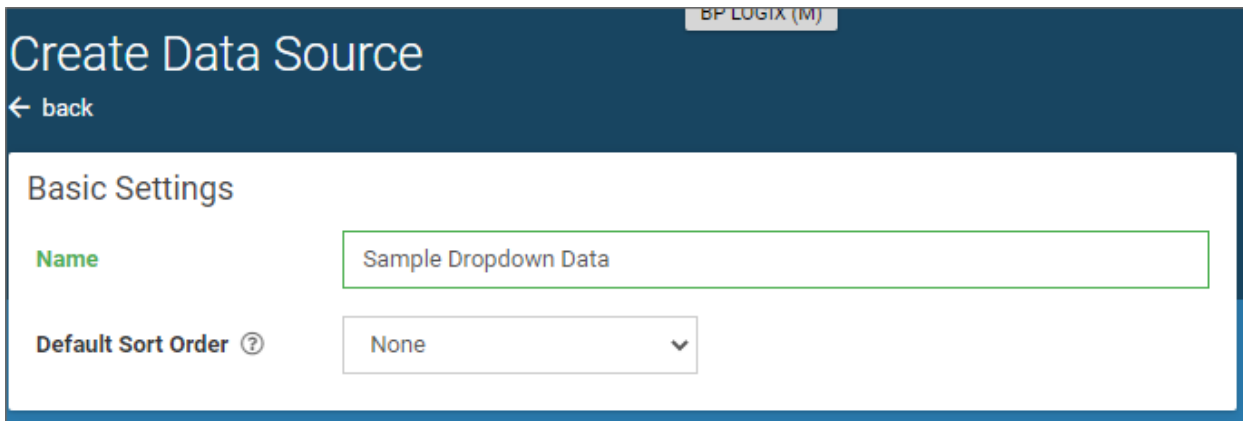 BP LOGIX (M)
Create Data Source
← back
Basic Settings
Name
Sample Dropdown Data
Default Sort Order ?
None